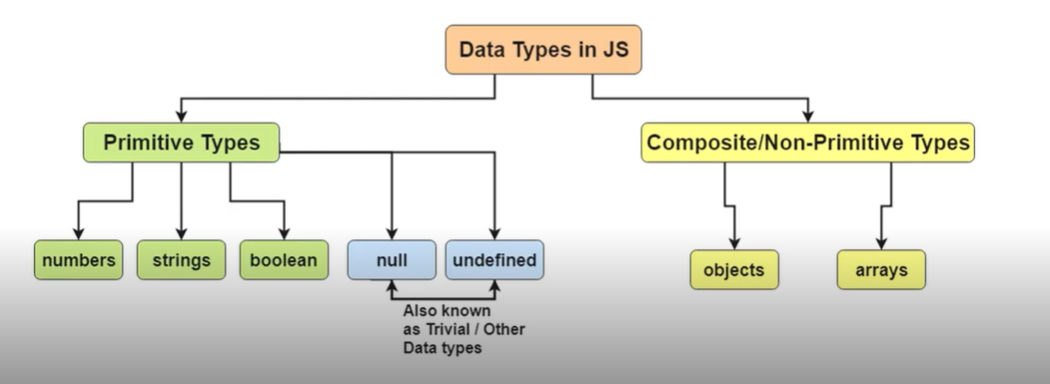 Data Types in JS
Primitive Types
Composite/Non-Primitive Types
numbers
strings
boolean
null
undefined
objects
arrays
Also known
as Trivial / Other
Data types